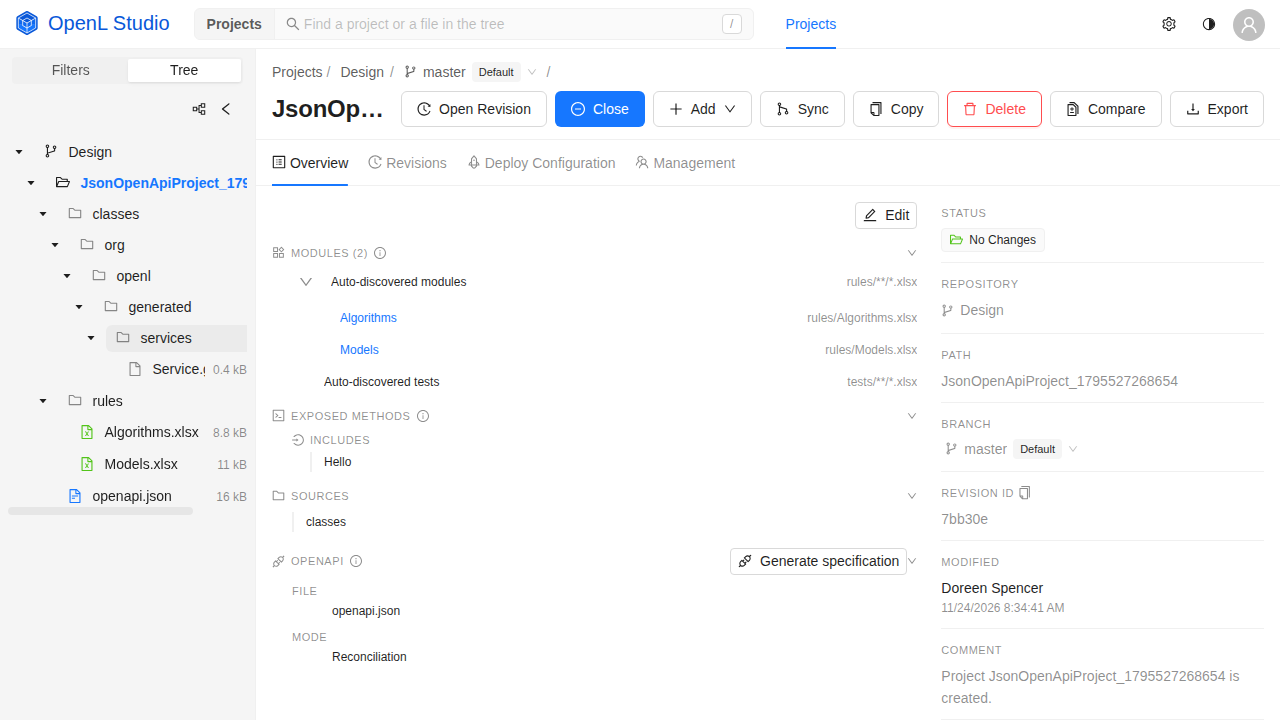 OpenL Studio
Projects
Find a project or a file in the tree
/
Projects
Filters
Tree
Design
JsonOpenApiProject_179
classes
org
openl
generated
services
Service.g 0.4 kB
rules
Algorithms.xlsx 8.8 kB
Models.xlsx 11 kB
openapi.json 16 kB
Projects / Design / master Default /
JsonOp…
Open Revision
Close
Add
Sync
Copy
Delete
Compare
Export
Overview
Revisions
Deploy Configuration
Management
Edit
MODULES (2)
Auto-discovered modules rules/**/*.xlsx
Algorithms rules/Algorithms.xlsx
Models rules/Models.xlsx
Auto-discovered tests tests/**/*.xlsx
EXPOSED METHODS
INCLUDES
Hello
SOURCES
classes
OPENAPI
Generate specification
FILE
openapi.json
MODE
Reconciliation
STATUS
No Changes
REPOSITORY
Design
PATH
JsonOpenApiProject_1795527268654
BRANCH
master Default
REVISION ID
7bb30e
MODIFIED
Doreen Spencer
11/24/2026 8:34:41 AM
COMMENT
Project JsonOpenApiProject_1795527268654 is
created.